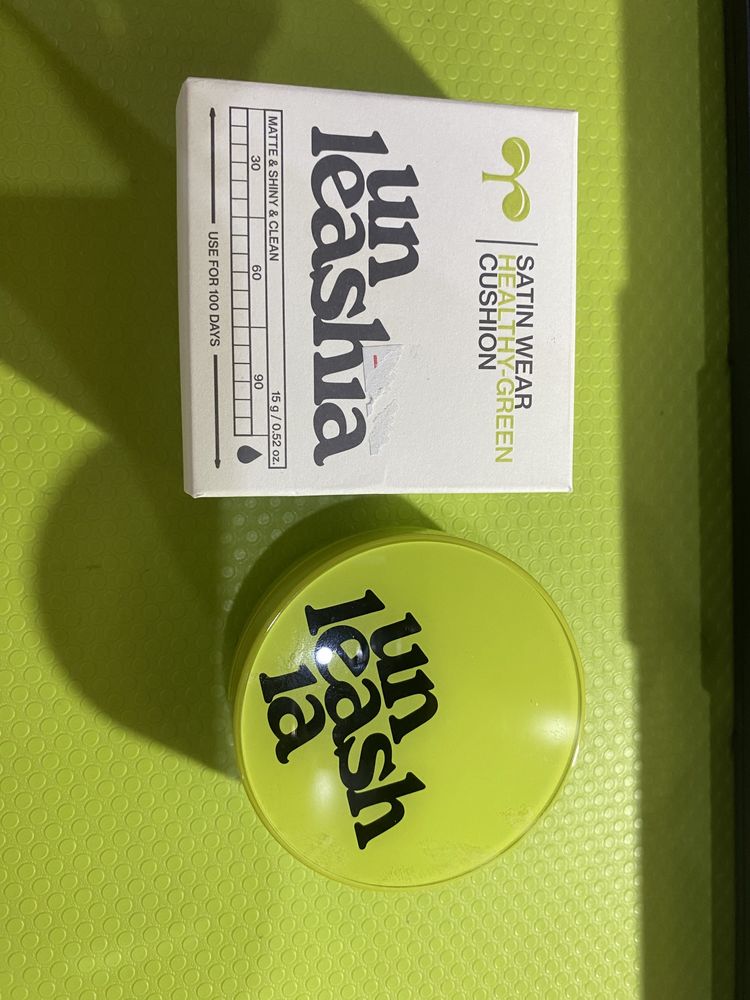 SATIN WEAR
HEALTHY-GREEN
CUSHION
un
leashia
MATTE & SHINY & CLEAN
15 g / 0.52 oz.
30
60
90
USE FOR 100 DAYS
un
leash
ia